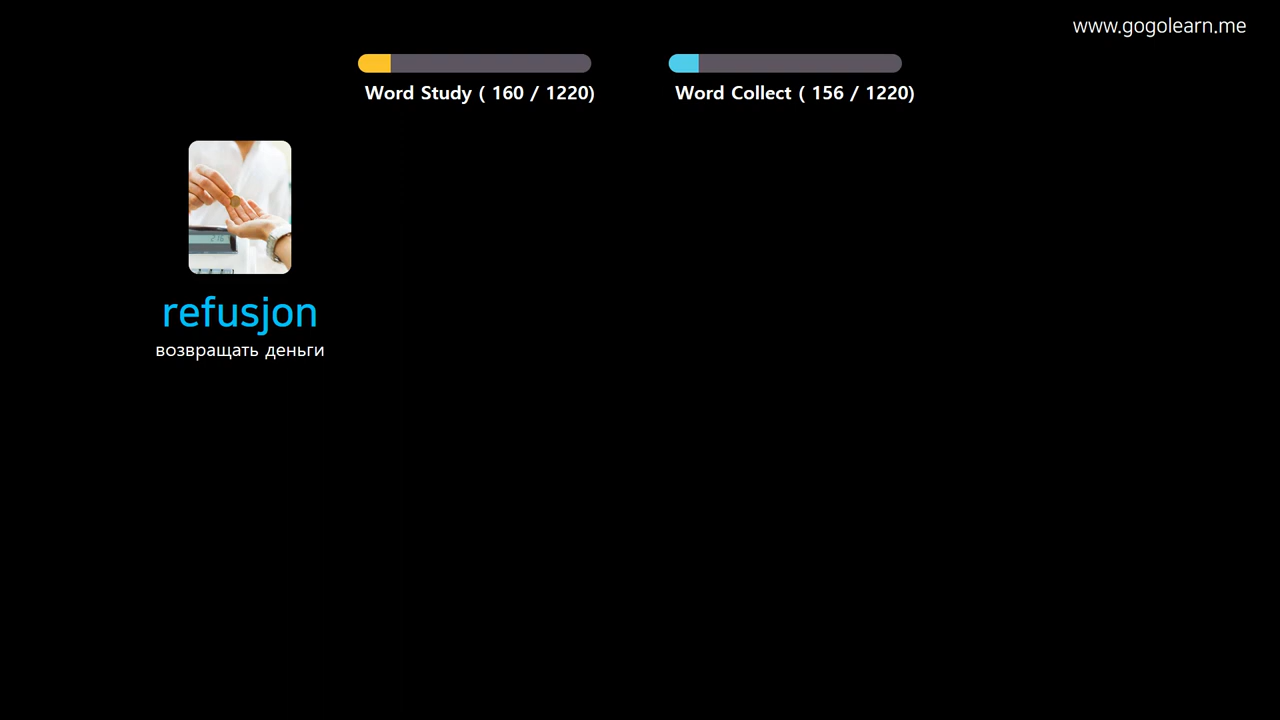 www.gogolearn.me
Word Study ( 160 / 1220)
Word Collect ( 156 / 1220)
refusjon
возвращать деньги